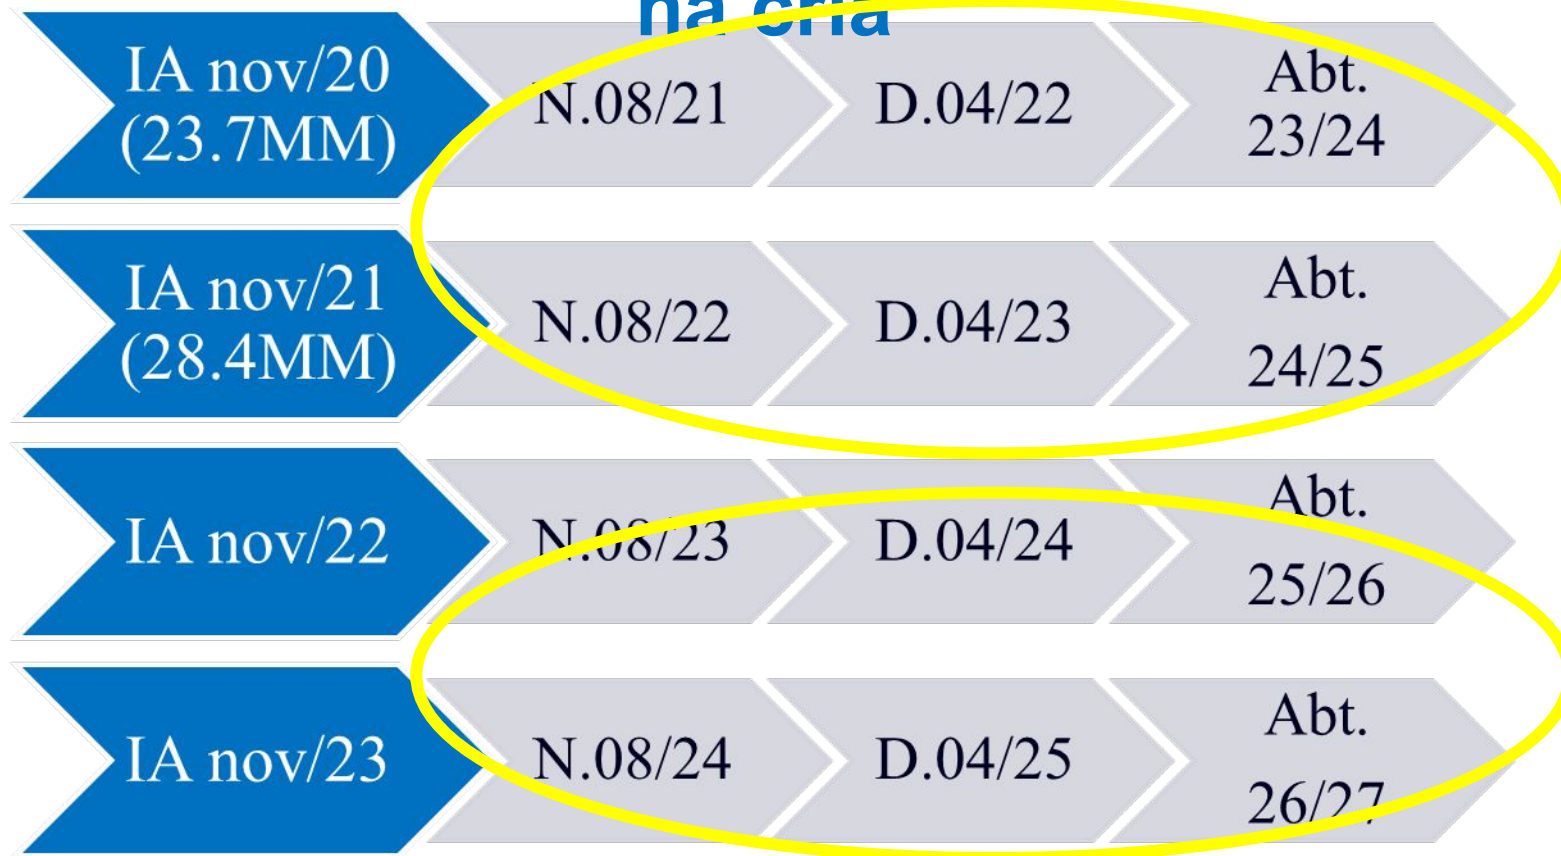 na cria
IA nov/20
(23.7MM)
N.08/21
D.04/22
Abt.
23/24
IA nov/21
(28.4MM)
N.08/22
D.04/23
Abt.
24/25
IA nov/22
N.08/23
D.04/24
Abt.
25/26
IA nov/23
N.08/24
D.04/25
Abt.
26/27